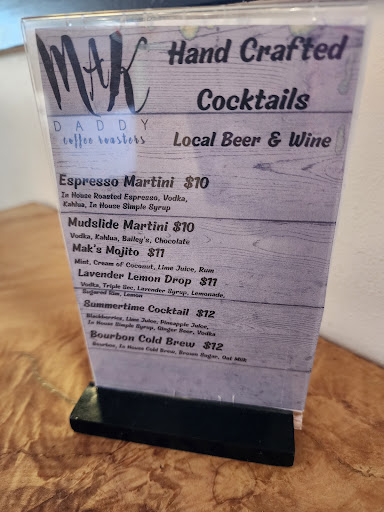 MAK
DADDY
coffee roasters
Hand Crafted
Cocktails
Local Beer & Wine
Espresso Martini $10
In House Roasted Espresso, Vodka,
Kahlua, In House Simple Syrup
Mudslide Martini $10
Vodka, Kahlua, Bailey's, Chocolate
Mak's Mojito $11
Mint, Cream of Coconut, Lime Juice, Rum
Lavender Lemon Drop $11
Vodka, Triple Sec, Lavender Syrup, Lemonade,
Sugared Rim, Lemon
Summertime Cocktail $12
Blackberries, Lime Juice, Pineapple Juice,
In House Simple Syrup, Ginger Beer, Vodka
Bourbon Cold Brew $12
Bourbon, In House Cold Brew, Brown Sugar, Oat Milk